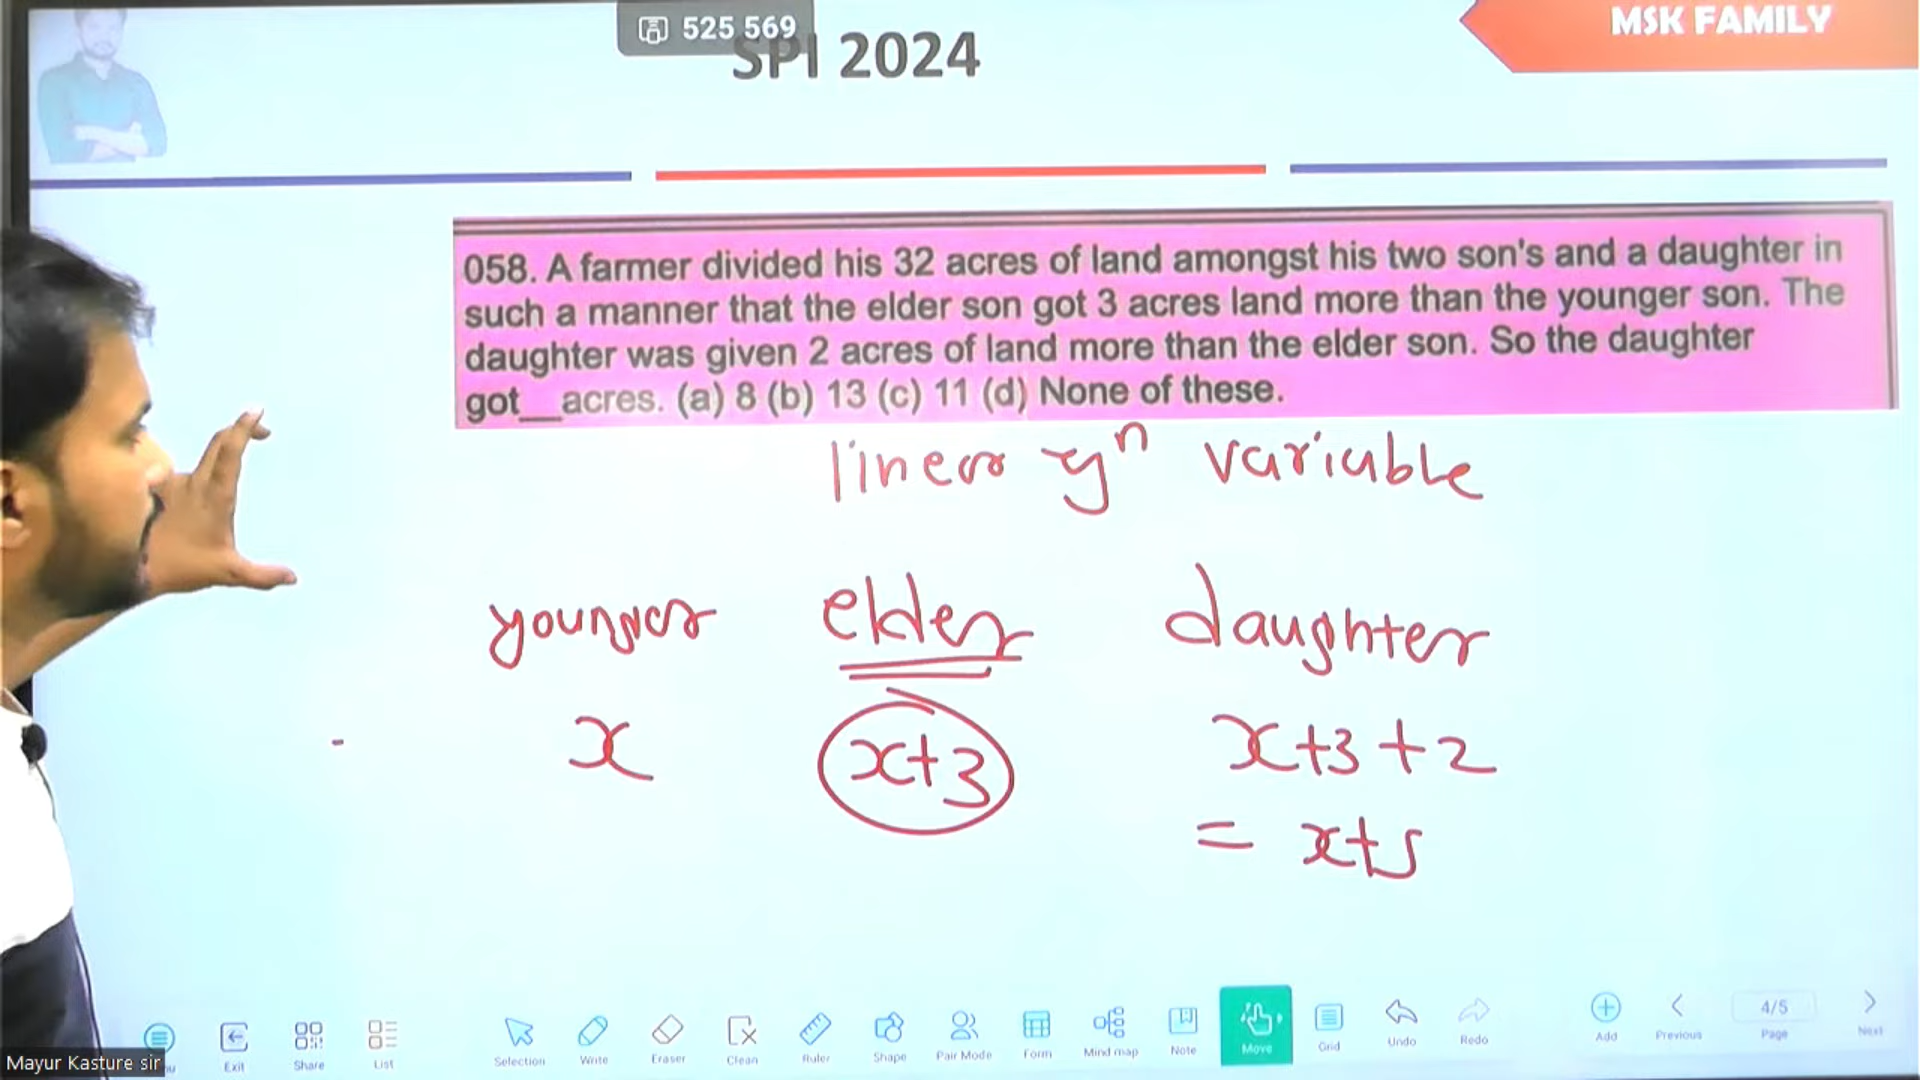 525 569
SPI 2024
MSK FAMILY
058. A farmer divided his 32 acres of land amongst his two son's and a daughter in
such a manner that the elder son got 3 acres land more than the younger son. The
daughter was given 2 acres of land more than the elder son. So the daughter
got__acres. (a) 8 (b) 13 (c) 11 (d) None of these.
linear eqⁿ variable
younger elder daughter
x x+3 x+3+2
= x+5
Exit Share List Selection Write Eraser Clean Ruler Shape Pair Mode Form Mind map Note Move Grid Undo Redo Add Previous 4/5 Page Next
Mayur Kasture sir